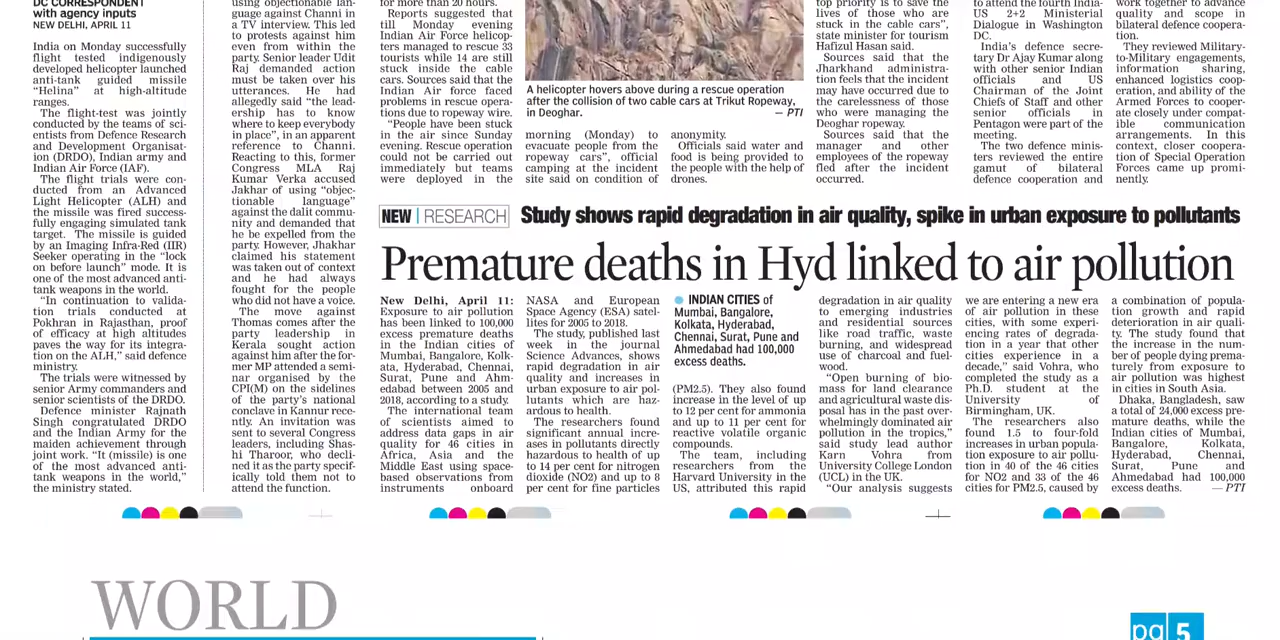 DC CORRESPONDENT
with agency inputs
NEW DELHI, APRIL 11
India on Monday successfully
flight tested indigenously
developed helicopter launched
anti-tank guided missile
“Helina” at high-altitude
ranges.
The flight-test was jointly
conducted by the teams of sci-
entists from Defence Research
and Development Organisat-
ion (DRDO), Indian army and
Indian Air Force (IAF).
The flight trials were con-
ducted from an Advanced
Light Helicopter (ALH) and
the missile was fired success-
fully engaging simulated tank
target. The missile is guided
by an Imaging Infra-Red (IIR)
Seeker operating in the “lock
on before launch” mode. It is
one of the most advanced anti-
tank weapons in the world.
“In continuation to valida-
tion trials conducted at
Pokhran in Rajasthan, proof
of efficacy at high altitudes
paves the way for its integra-
tion on the ALH,” said defence
ministry.
The trials were witnessed by
senior Army commanders and
senior scientists of the DRDO.
Defence minister Rajnath
Singh congratulated DRDO
and the Indian Army for the
maiden achievement through
joint work. “It (missile) is one
of the most advanced anti-
tank weapons in the world,”
the ministry stated.
using objectionable lan-
guage against Channi in
a TV interview. This led
to protests against him
even from within the
party. Senior leader Udit
Raj demanded action
must be taken over his
utterances. He had
allegedly said “the lead-
ership has to know
where to keep everybody
in place”, in an apparent
reference to Channi.
Reacting to this, former
Congress MLA Raj
Kumar Verka accused
Jakhar of using “objec-
tionable language”
against the dalit commu-
nity and demanded that
he be expelled from the
party. However, Jhakhar
claimed his statement
was taken out of context
and he had always
fought for the people
who did not have a voice.
The move against
Thomas comes after the
party leadership in
Kerala sought action
against him after the for-
mer MP attended a semi-
nar organised by the
CPI(M) on the sidelines
of the party’s national
conclave in Kannur rece-
ntly. An invitation was
sent to several Congress
leaders, including Shas-
hi Tharoor, who decli-
ned it as the party specif-
ically told them not to
attend the function.
for more than 20 hours.
Reports suggested that
till Monday evening
Indian Air Force helicop-
ters managed to rescue 33
tourists while 14 are still
stuck inside the cable
cars. Sources said that the
Indian Air force faced
problems in rescue opera-
tions due to ropeway wire.
“People have been stuck
in the air since Sunday
evening. Rescue operation
could not be carried out
immediately but teams
were deployed in the
A helicopter hovers above during a rescue operation
after the collision of two cable cars at Trikut Ropeway,
in Deoghar. — PTI
morning (Monday) to
evacuate people from the
ropeway cars”, official
camping at the incident
site said on condition of
anonymity.
Officials said water and
food is being provided to
the people with the help of
drones.
top priority is to save the
lives of those who are
stuck in the cable cars”,
state minister for tourism
Hafizul Hasan said.
Sources said that the
Jharkhand administra-
tion feels that the incident
may have occurred due to
the carelessness of those
who were managing the
Deoghar ropeway.
Sources said that the
manager and other
employees of the ropeway
fled after the incident
occurred.
to attend the fourth India-
US 2+2 Ministerial
Dialogue in Washington
DC.
India’s defence secre-
tary Dr Ajay Kumar along
with other senior Indian
officials and US
Chairman of the Joint
Chiefs of Staff and other
senior officials in
Pentagon were part of the
meeting.
The two defence minis-
ters reviewed the entire
gamut of bilateral
defence cooperation and
work together to advance
quality and scope in
bilateral defence coopera-
tion.
They reviewed Military-
to-Military engagements,
information sharing,
enhanced logistics coop-
eration, and ability of the
Armed Forces to cooper-
ate closely under compat-
ible communication
arrangements. In this
context, closer coopera-
tion of Special Operation
Forces came up promi-
nently.
NEW | RESEARCH Study shows rapid degradation in air quality, spike in urban exposure to pollutants
Premature deaths in Hyd linked to air pollution
New Delhi, April 11:
Exposure to air pollution
has been linked to 100,000
excess premature deaths
in the Indian cities of
Mumbai, Bangalore, Kolk-
ata, Hyderabad, Chennai,
Surat, Pune and Ahm-
edabad between 2005 and
2018, according to a study.
The international team
of scientists aimed to
address data gaps in air
quality for 46 cities in
Africa, Asia and the
Middle East using space-
based observations from
instruments onboard
NASA and European
Space Agency (ESA) satel-
lites for 2005 to 2018.
The study, published last
week in the journal
Science Advances, shows
rapid degradation in air
quality and increases in
urban exposure to air pol-
lutants which are haz-
ardous to health.
The researchers found
significant annual incre-
ases in pollutants directly
hazardous to health of up
to 14 per cent for nitrogen
dioxide (NO2) and up to 8
per cent for fine particles
INDIAN CITIES of
Mumbai, Bangalore,
Kolkata, Hyderabad,
Chennai, Surat, Pune and
Ahmedabad had 100,000
excess deaths.
(PM2.5). They also found
increase in the level of up
to 12 per cent for ammonia
and up to 11 per cent for
reactive volatile organic
compounds.
The team, including
researchers from the
Harvard University in the
US, attributed this rapid
degradation in air quality
to emerging industries
and residential sources
like road traffic, waste
burning, and widespread
use of charcoal and fuel-
wood.
“Open burning of bio-
mass for land clearance
and agricultural waste dis-
posal has in the past over-
whelmingly dominated air
pollution in the tropics,”
said study lead author
Karn Vohra from
University College London
(UCL) in the UK.
“Our analysis suggests
we are entering a new era
of air pollution in these
cities, with some experi-
encing rates of degrada-
tion in a year that other
cities experience in a
decade,” said Vohra, who
completed the study as a
Ph.D. student at the
University of
Birmingham, UK.
The researchers also
found 1.5 to four-fold
increases in urban popula-
tion exposure to air pollu-
tion in 40 of the 46 cities
for NO2 and 33 of the 46
cities for PM2.5, caused by
a combination of popula-
tion growth and rapid
deterioration in air quali-
ty. The study found that
the increase in the num-
ber of people dying prema-
turely from exposure to
air pollution was highest
in cities in South Asia.
Dhaka, Bangladesh, saw
a total of 24,000 excess pre-
mature deaths, while the
Indian cities of Mumbai,
Bangalore, Kolkata,
Hyderabad, Chennai,
Surat, Pune and
Ahmedabad had 100,000
excess deaths. — PTI
WORLD
pg 5